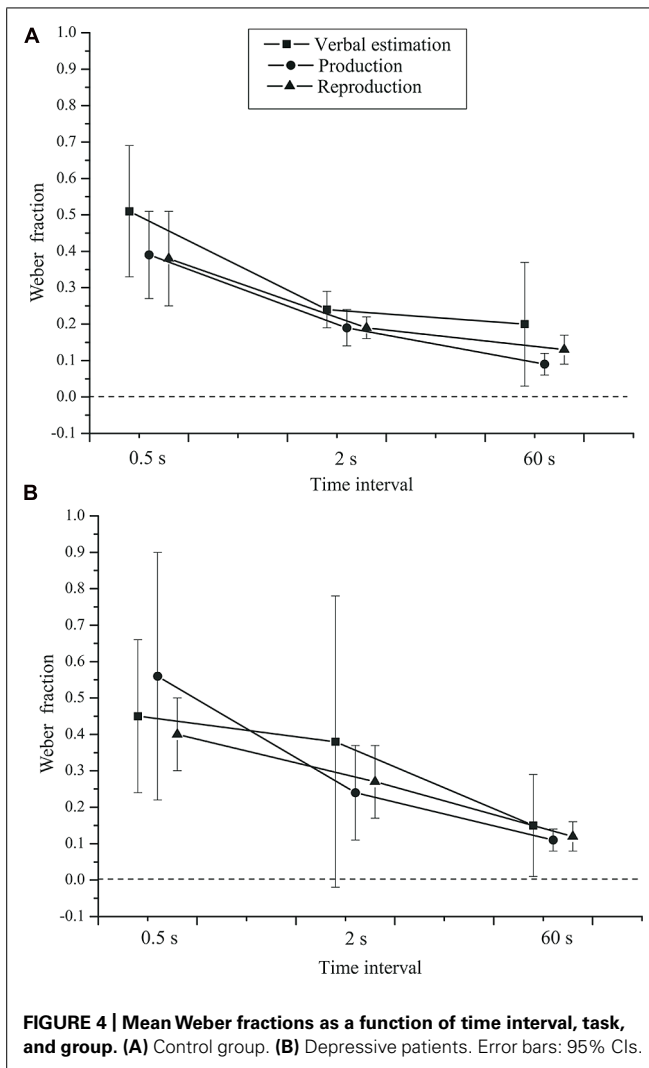 A
1.0
0.9
0.8
0.7
0.6
0.5
0.4
0.3
0.2
0.1
0.0
-0.1
Weber fraction
Verbal estimation
Production
Reproduction
0.5 s 2 s 60 s
Time interval
B
1.0
0.9
0.8
0.7
0.6
0.5
0.4
0.3
0.2
0.1
0.0
-0.1
Weber fraction
0.5 s 2 s 60 s
Time interval
FIGURE 4 | Mean Weber fractions as a function of time interval, task,
and group. (A) Control group. (B) Depressive patients. Error bars: 95% CIs.